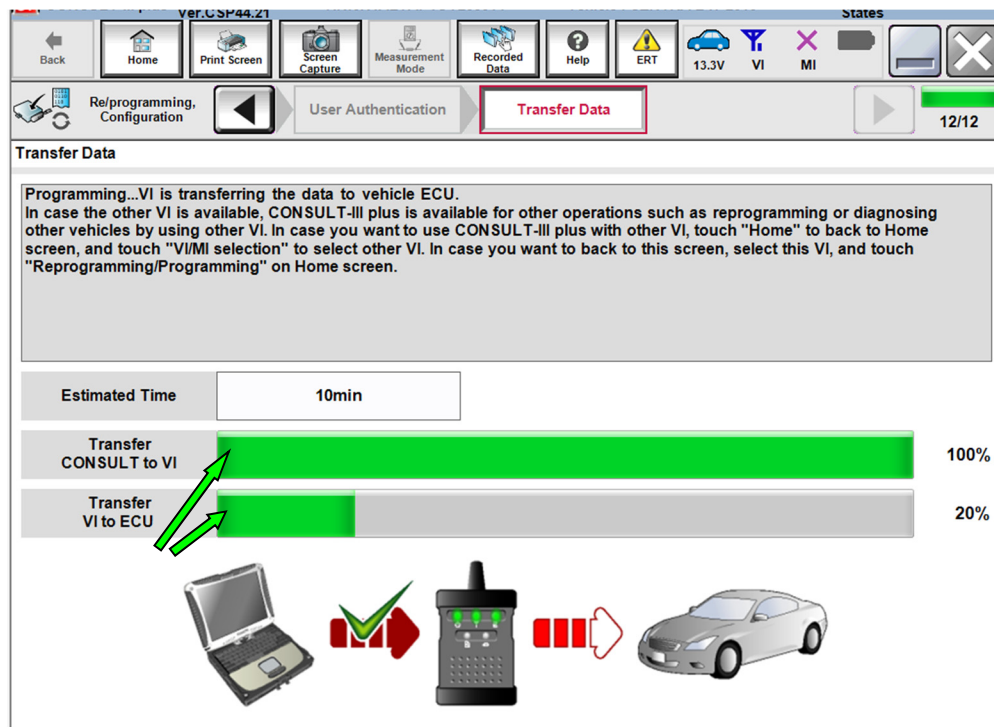 Ver.CSP44.21
States
Back
Home
Print Screen
Screen
Capture
Measurement
Mode
Recorded
Data
Help
ERT
13.3V
VI
MI
Re/programming,
Configuration
User Authentication
Transfer Data
12/12
Transfer Data
Programming...VI is transferring the data to vehicle ECU.
In case the other VI is available, CONSULT-III plus is available for other operations such as reprogramming or diagnosing
other vehicles by using other VI. In case you want to use CONSULT-III plus with other VI, touch "Home" to back to Home
screen, and touch "VI/MI selection" to select other VI. In case you want to back to this screen, select this VI, and touch
"Reprogramming/Programming" on Home screen.
Estimated Time
10min
Transfer
CONSULT to VI
100%
Transfer
VI to ECU
20%